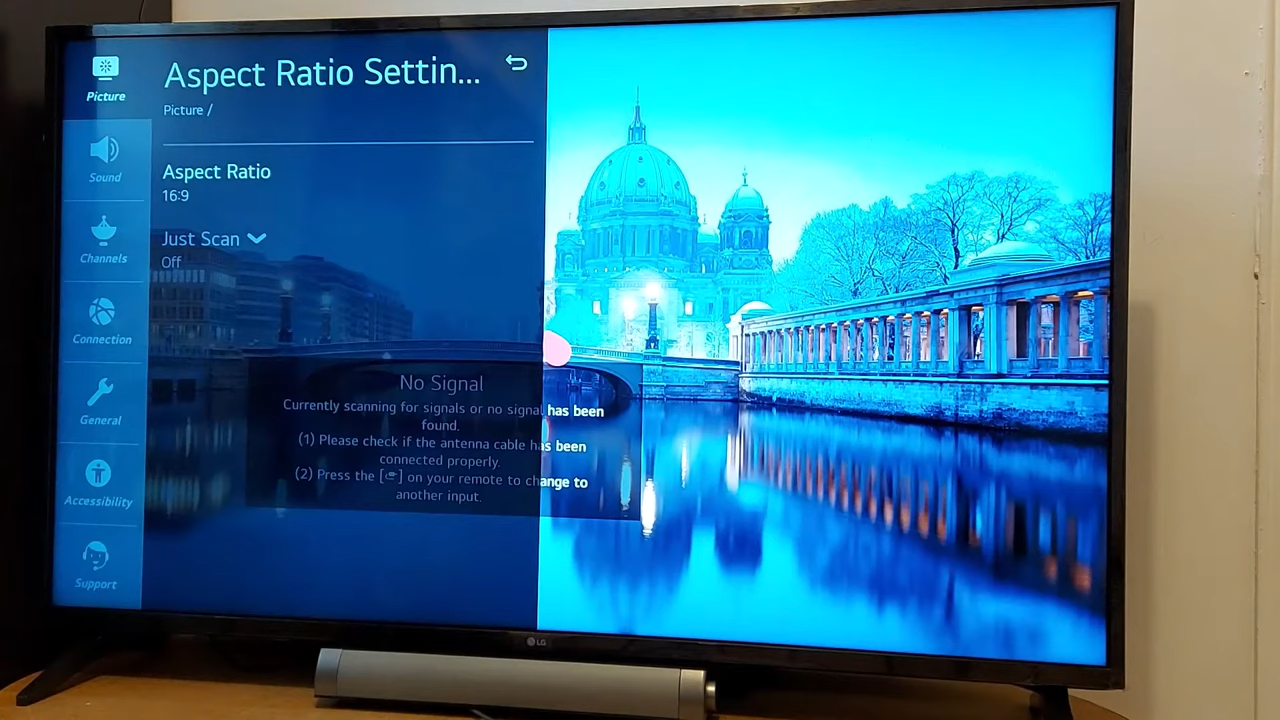 Picture
Sound
Channels
Connection
General
Accessibility
Support
Aspect Ratio Settin...
Picture /
Aspect Ratio
16:9
Just Scan
Off
No Signal
Currently scanning for signals or no signal has been
found.
(1) Please check if the antenna cable has been
connected properly.
(2) Press the [ ] on your remote to change to
another input.
LG